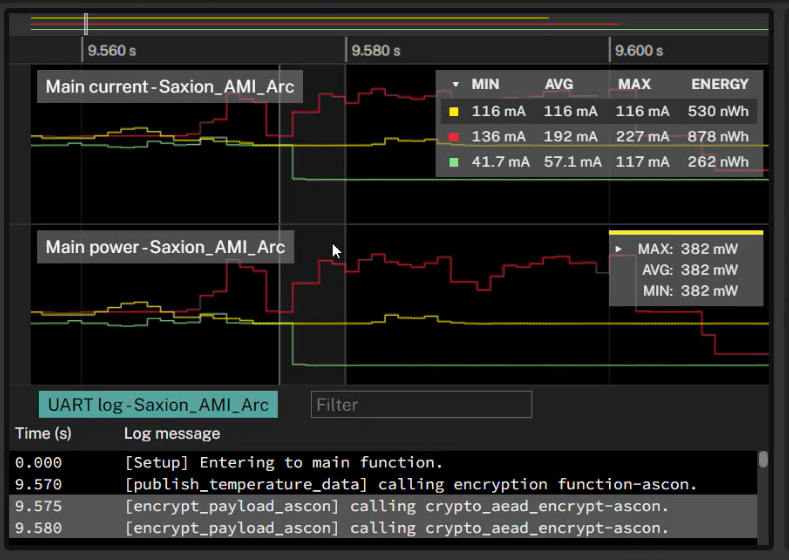 9.560 s 9.580 s 9.600 s
Main current - Saxion_AMI_Arc
MIN AVG MAX ENERGY
116 mA 116 mA 116 mA 530 nWh
136 mA 192 mA 227 mA 878 nWh
41.7 mA 57.1 mA 117 mA 262 nWh
Main power - Saxion_AMI_Arc
MAX: 382 mW
AVG: 382 mW
MIN: 382 mW
UART log - Saxion_AMI_Arc Filter
Time (s) Log message
0.000 [Setup] Entering to main function.
9.570 [publish_temperature_data] calling encryption function-ascon.
9.575 [encrypt_payload_ascon] calling crypto_aead_encrypt-ascon.
9.580 [encrypt_payload_ascon] calling crypto_aead_encrypt-ascon.